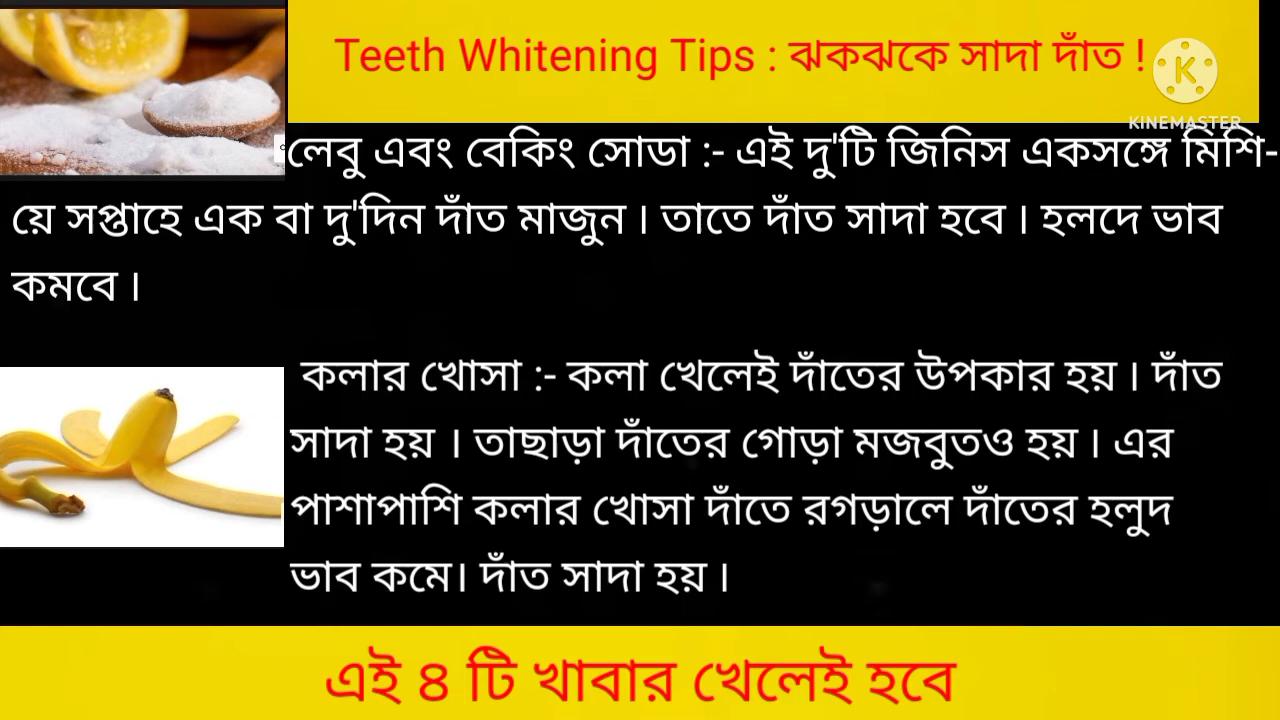 Teeth Whitening Tips : ঝকঝকে সাদা দাঁত !
KINEMASTER
লেবু এবং বেকিং সোডা :- এই দু'টি জিনিস একসঙ্গে মিশি-
য়ে সপ্তাহে এক বা দু'দিন দাঁত মাজুন । তাতে দাঁত সাদা হবে । হলদে ভাব
কমবে ।
কলার খোসা :- কলা খেলেই দাঁতের উপকার হয় । দাঁত
সাদা হয় । তাছাড়া দাঁতের গোড়া মজবুতও হয় । এর
পাশাপাশি কলার খোসা দাঁতে রগড়ালে দাঁতের হলুদ
ভাব কমে। দাঁত সাদা হয় ।
এই ৪ টি খাবার খেলেই হবে